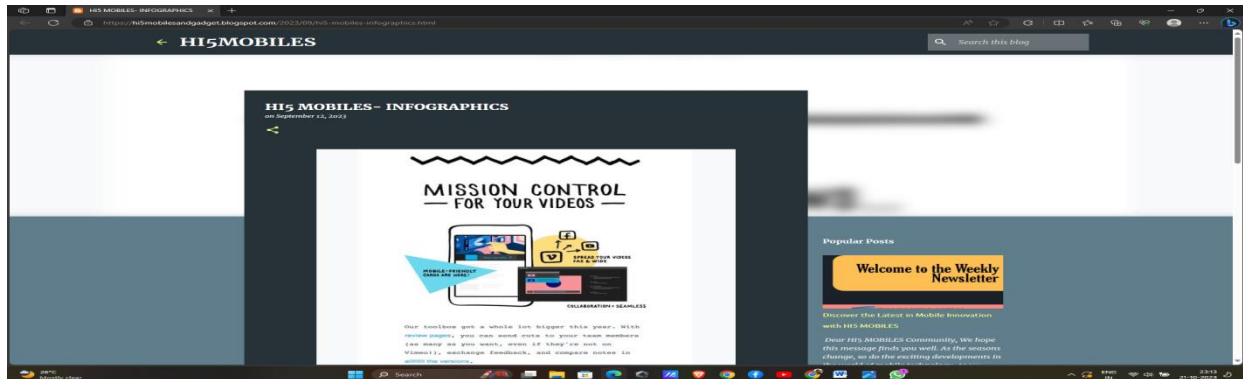 HI5 MOBILES- INFOGRAPHICS
https://hi5mobilesandgadget.blogspot.com/2023/09/hi5-mobiles-infographics.html
HI5MOBILES
Search this blog
HI5 MOBILES- INFOGRAPHICS
on September 12, 2023
MISSION CONTROL
— FOR YOUR VIDEOS —
SPREAD YOUR VIDEOS
FAR & WIDE
MOBILE-FRIENDLY
CARDS ARE HERE!
COLLABORATION = SEAMLESS
Our toolbox got a whole lot bigger this year. With
review pages, you can send cuts to your team members
(as many as you want, even if they're not on
Vimeo!), exchange feedback, and compare notes in
allllll the versions.
Popular Posts
Welcome to the Weekly
Newsletter
Discover the Latest in Mobile Innovation
with HI5 MOBILES
Dear HI5 MOBILES Community, We hope
this message finds you well. As the seasons
change, so do the exciting developments in
28°C
Mostly clear
Search
ENG
IN
23:13
21-10-2023